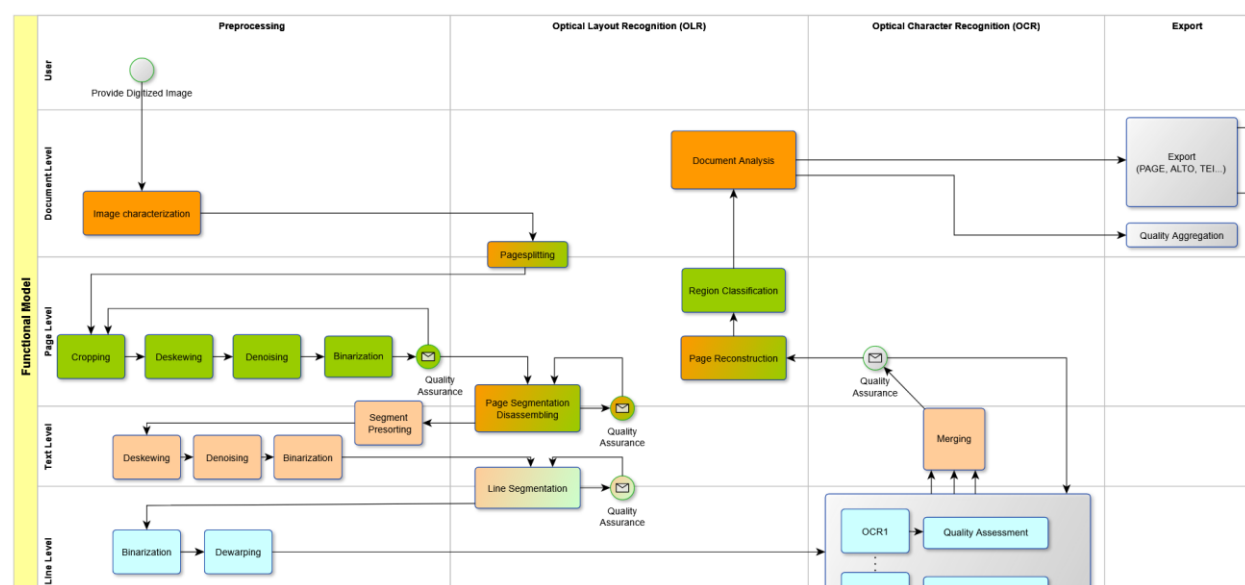 Preprocessing
Optical Layout Recognition (OLR)
Optical Character Recognition (OCR)
Export
Functional Model
User
Provide Digitized Image
Document Level
Image characterization
Pagesplitting
Document Analysis
Export
(PAGE, ALTO, TEI...)
Quality Aggregation
Page Level
Cropping
Deskewing
Denoising
Binarization
Quality
Assurance
Page Segmentation
Disassembling
Quality
Assurance
Region Classification
Page Reconstruction
Quality
Assurance
Text Level
Segment
Presorting
Deskewing
Denoising
Binarization
Line Segmentation
Quality
Assurance
Merging
Line Level
Binarization
Dewarping
OCR1
Quality Assessment